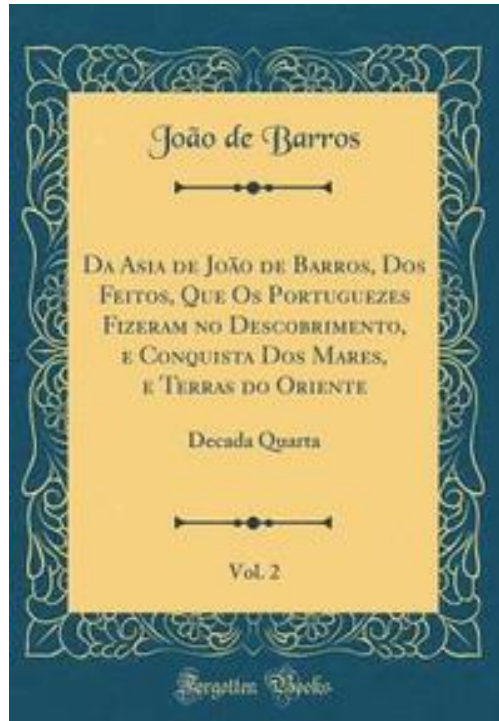 João de Barros
Da Asia de João de Barros, Dos
Feitos, Que Os Portuguezes
Fizeram no Descobrimento,
e Conquista Dos Mares,
e Terras do Oriente
Decada Quarta
Vol. 2
Forgotten Books